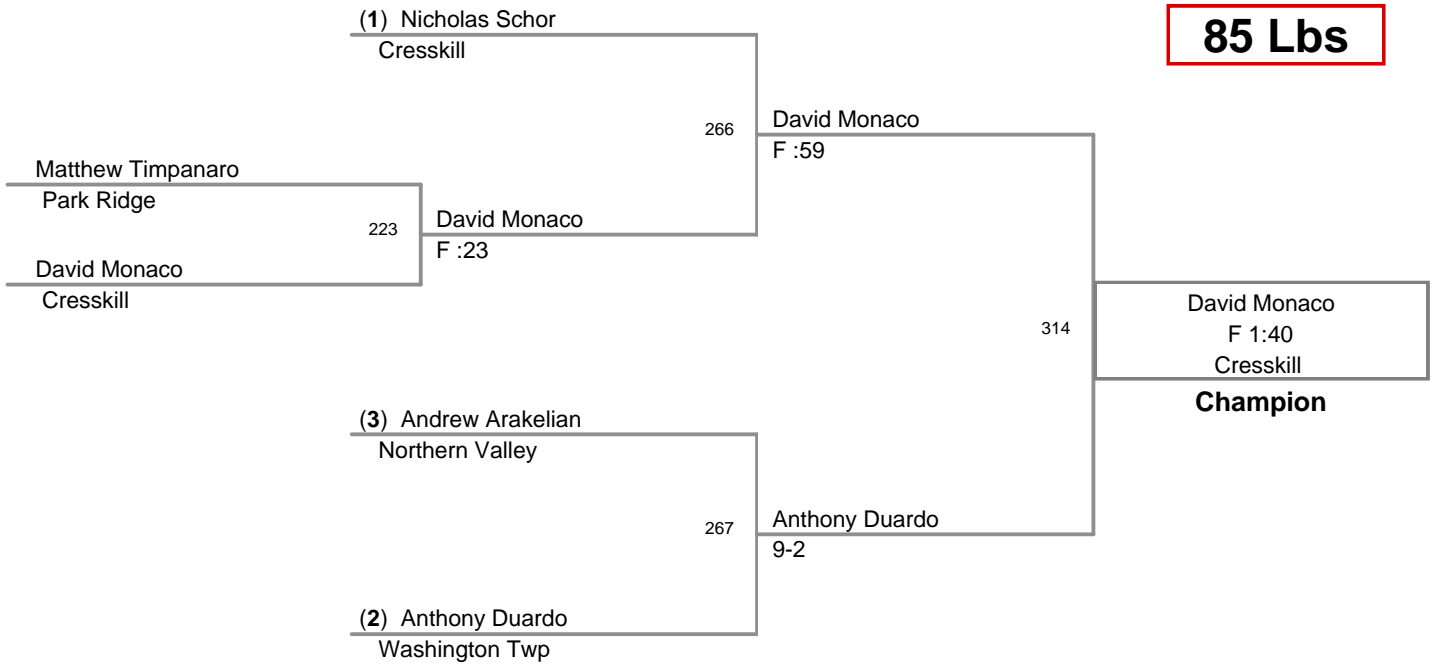 (1) Nicholas Schor
Cresskill
85 Lbs
266
David Monaco
F :59
Matthew Timpanaro
Park Ridge
223
David Monaco
F :23
David Monaco
Cresskill
314
David Monaco
F 1:40
Cresskill
Champion
(3) Andrew Arakelian
Northern Valley
267
Anthony Duardo
9-2
(2) Anthony Duardo
Washington Twp